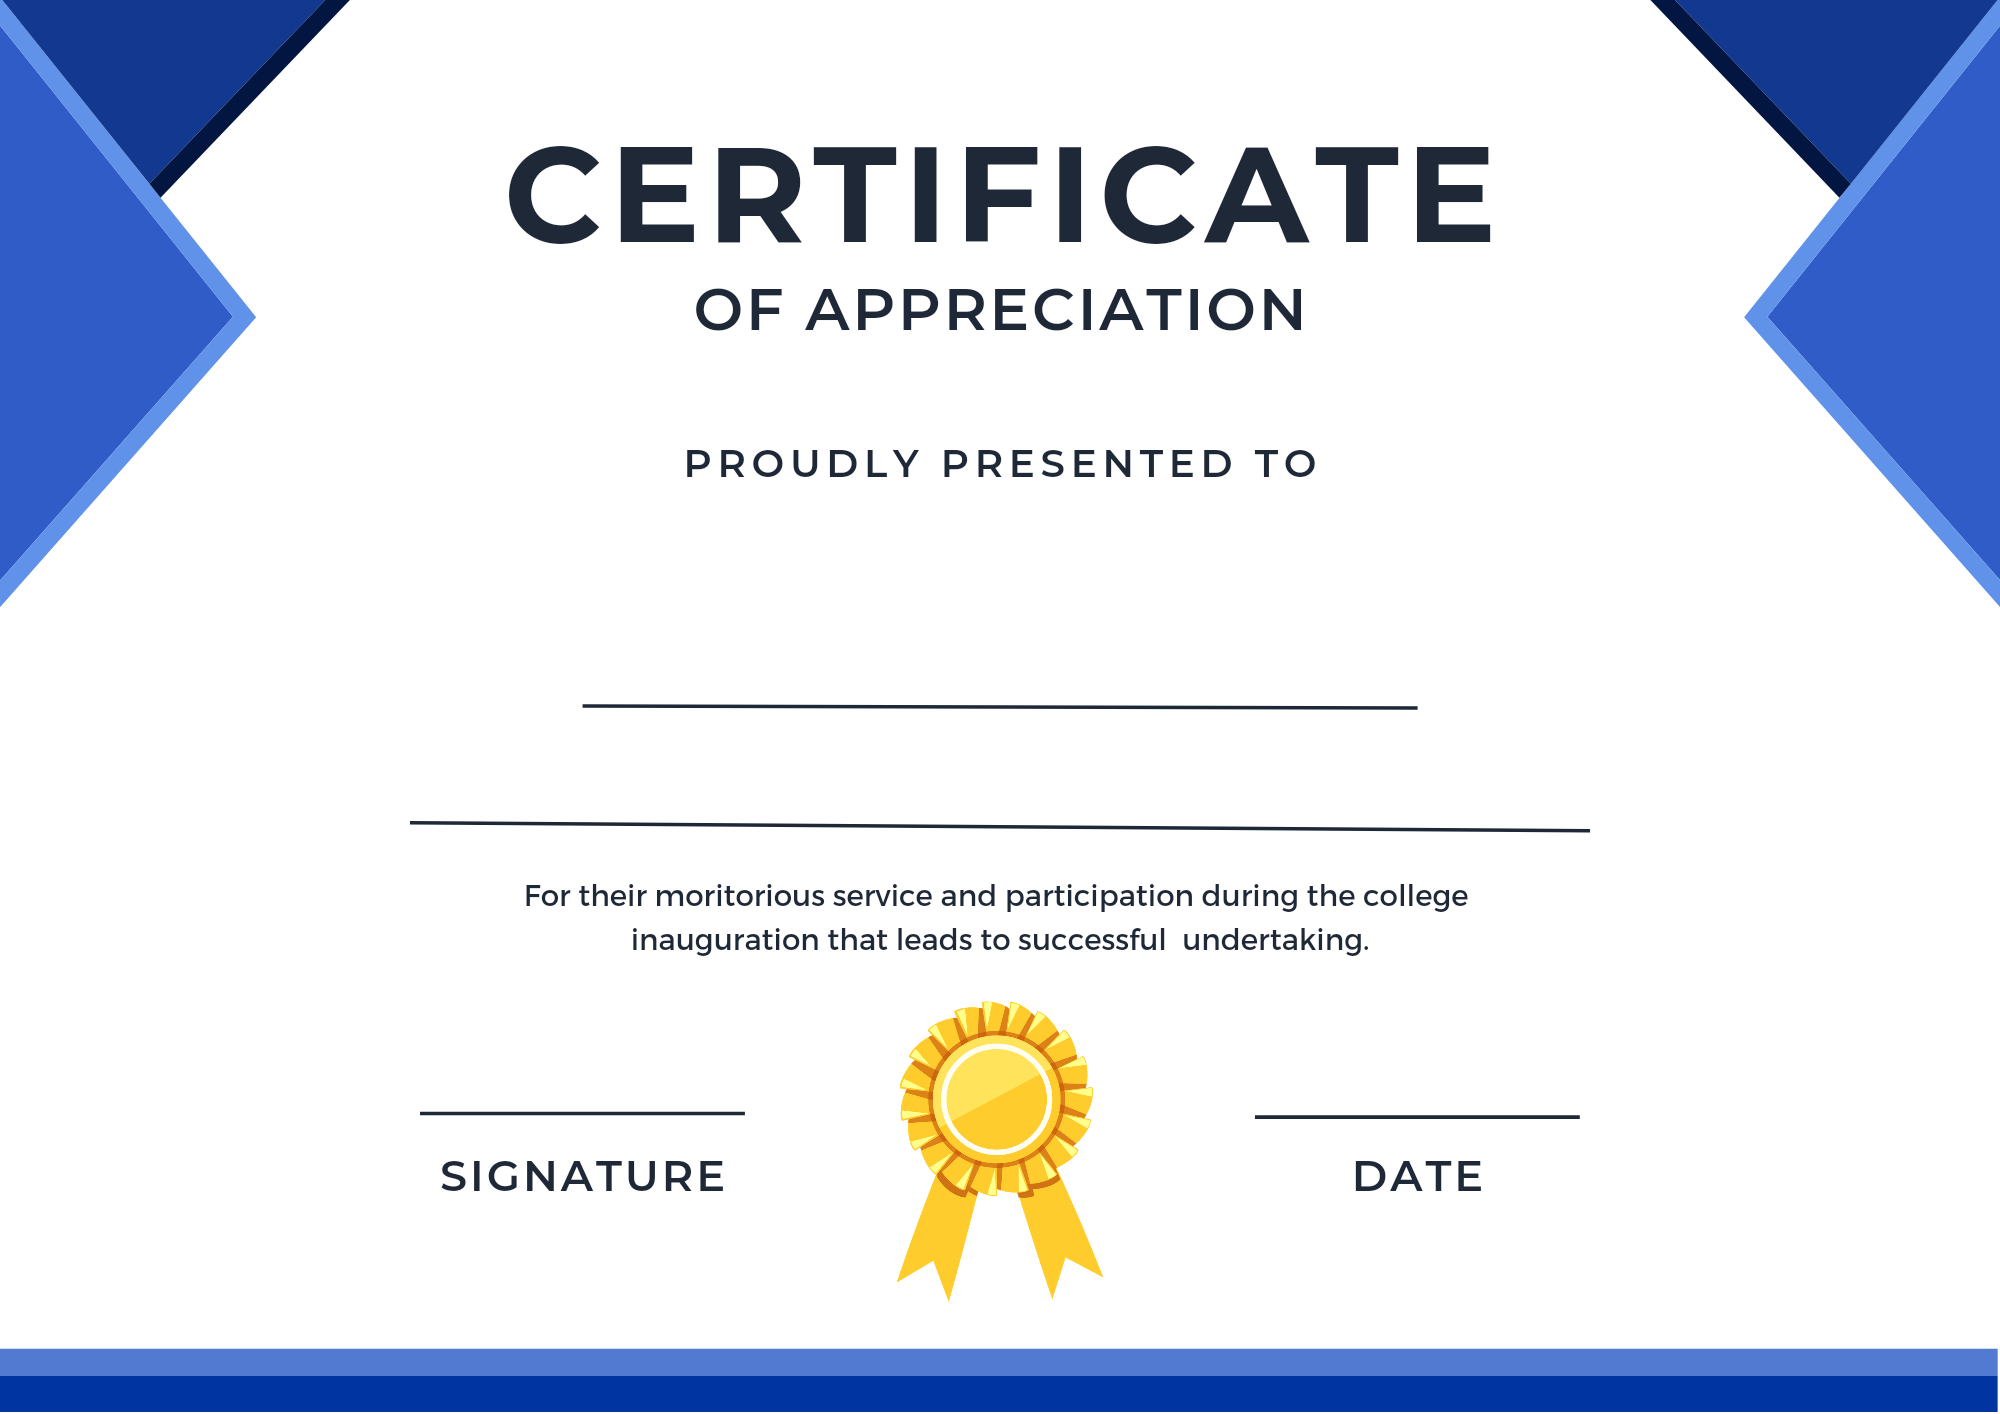 CERTIFICATE
OF APPRECIATION
PROUDLY PRESENTED TO
For their moritorious service and participation during the college
inauguration that leads to successful  undertaking.
SIGNATURE
DATE